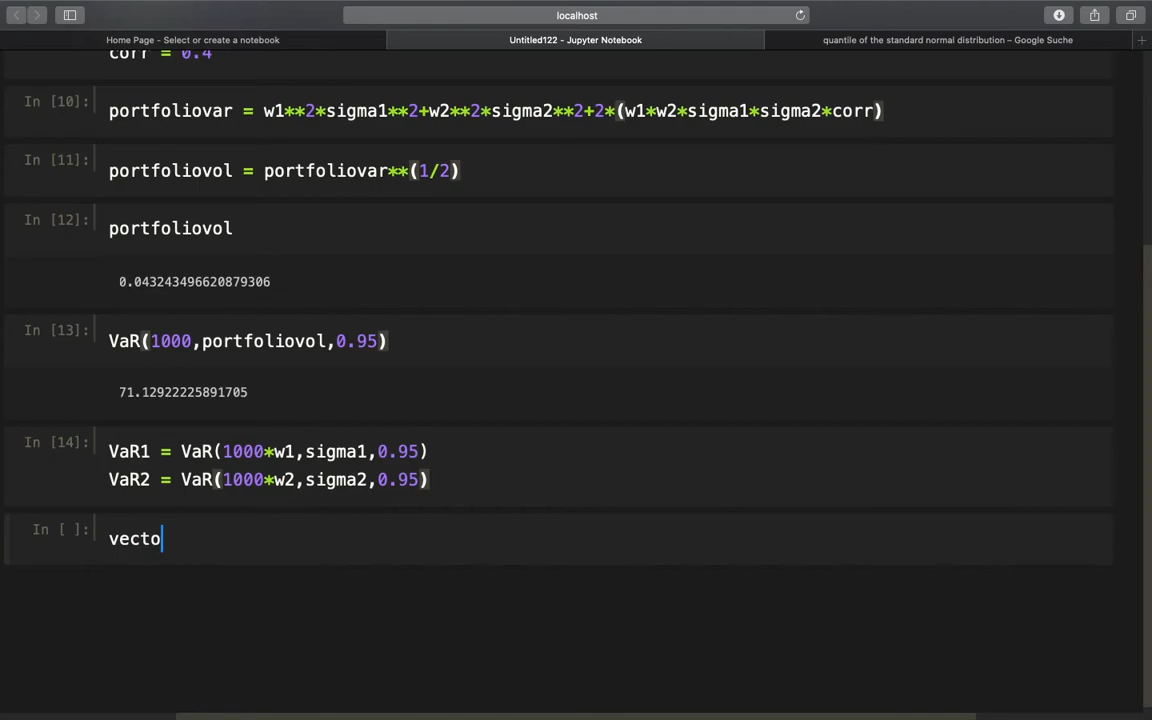 localhost
Home Page - Select or create a notebook
Untitled122 - Jupyter Notebook
quantile of the standard normal distribution – Google Suche
corr = 0.4
In [10]: portfoliovar = w1**2*sigma1**2+w2**2*sigma2**2+2*(w1*w2*sigma1*sigma2*corr)
In [11]: portfoliovol = portfoliovar**(1/2)
In [12]: portfoliovol
0.043243496620879306
In [13]: VaR(1000,portfoliovol,0.95)
71.12922225891705
In [14]: VaR1 = VaR(1000*w1,sigma1,0.95)
VaR2 = VaR(1000*w2,sigma2,0.95)
In [ ]: vecto